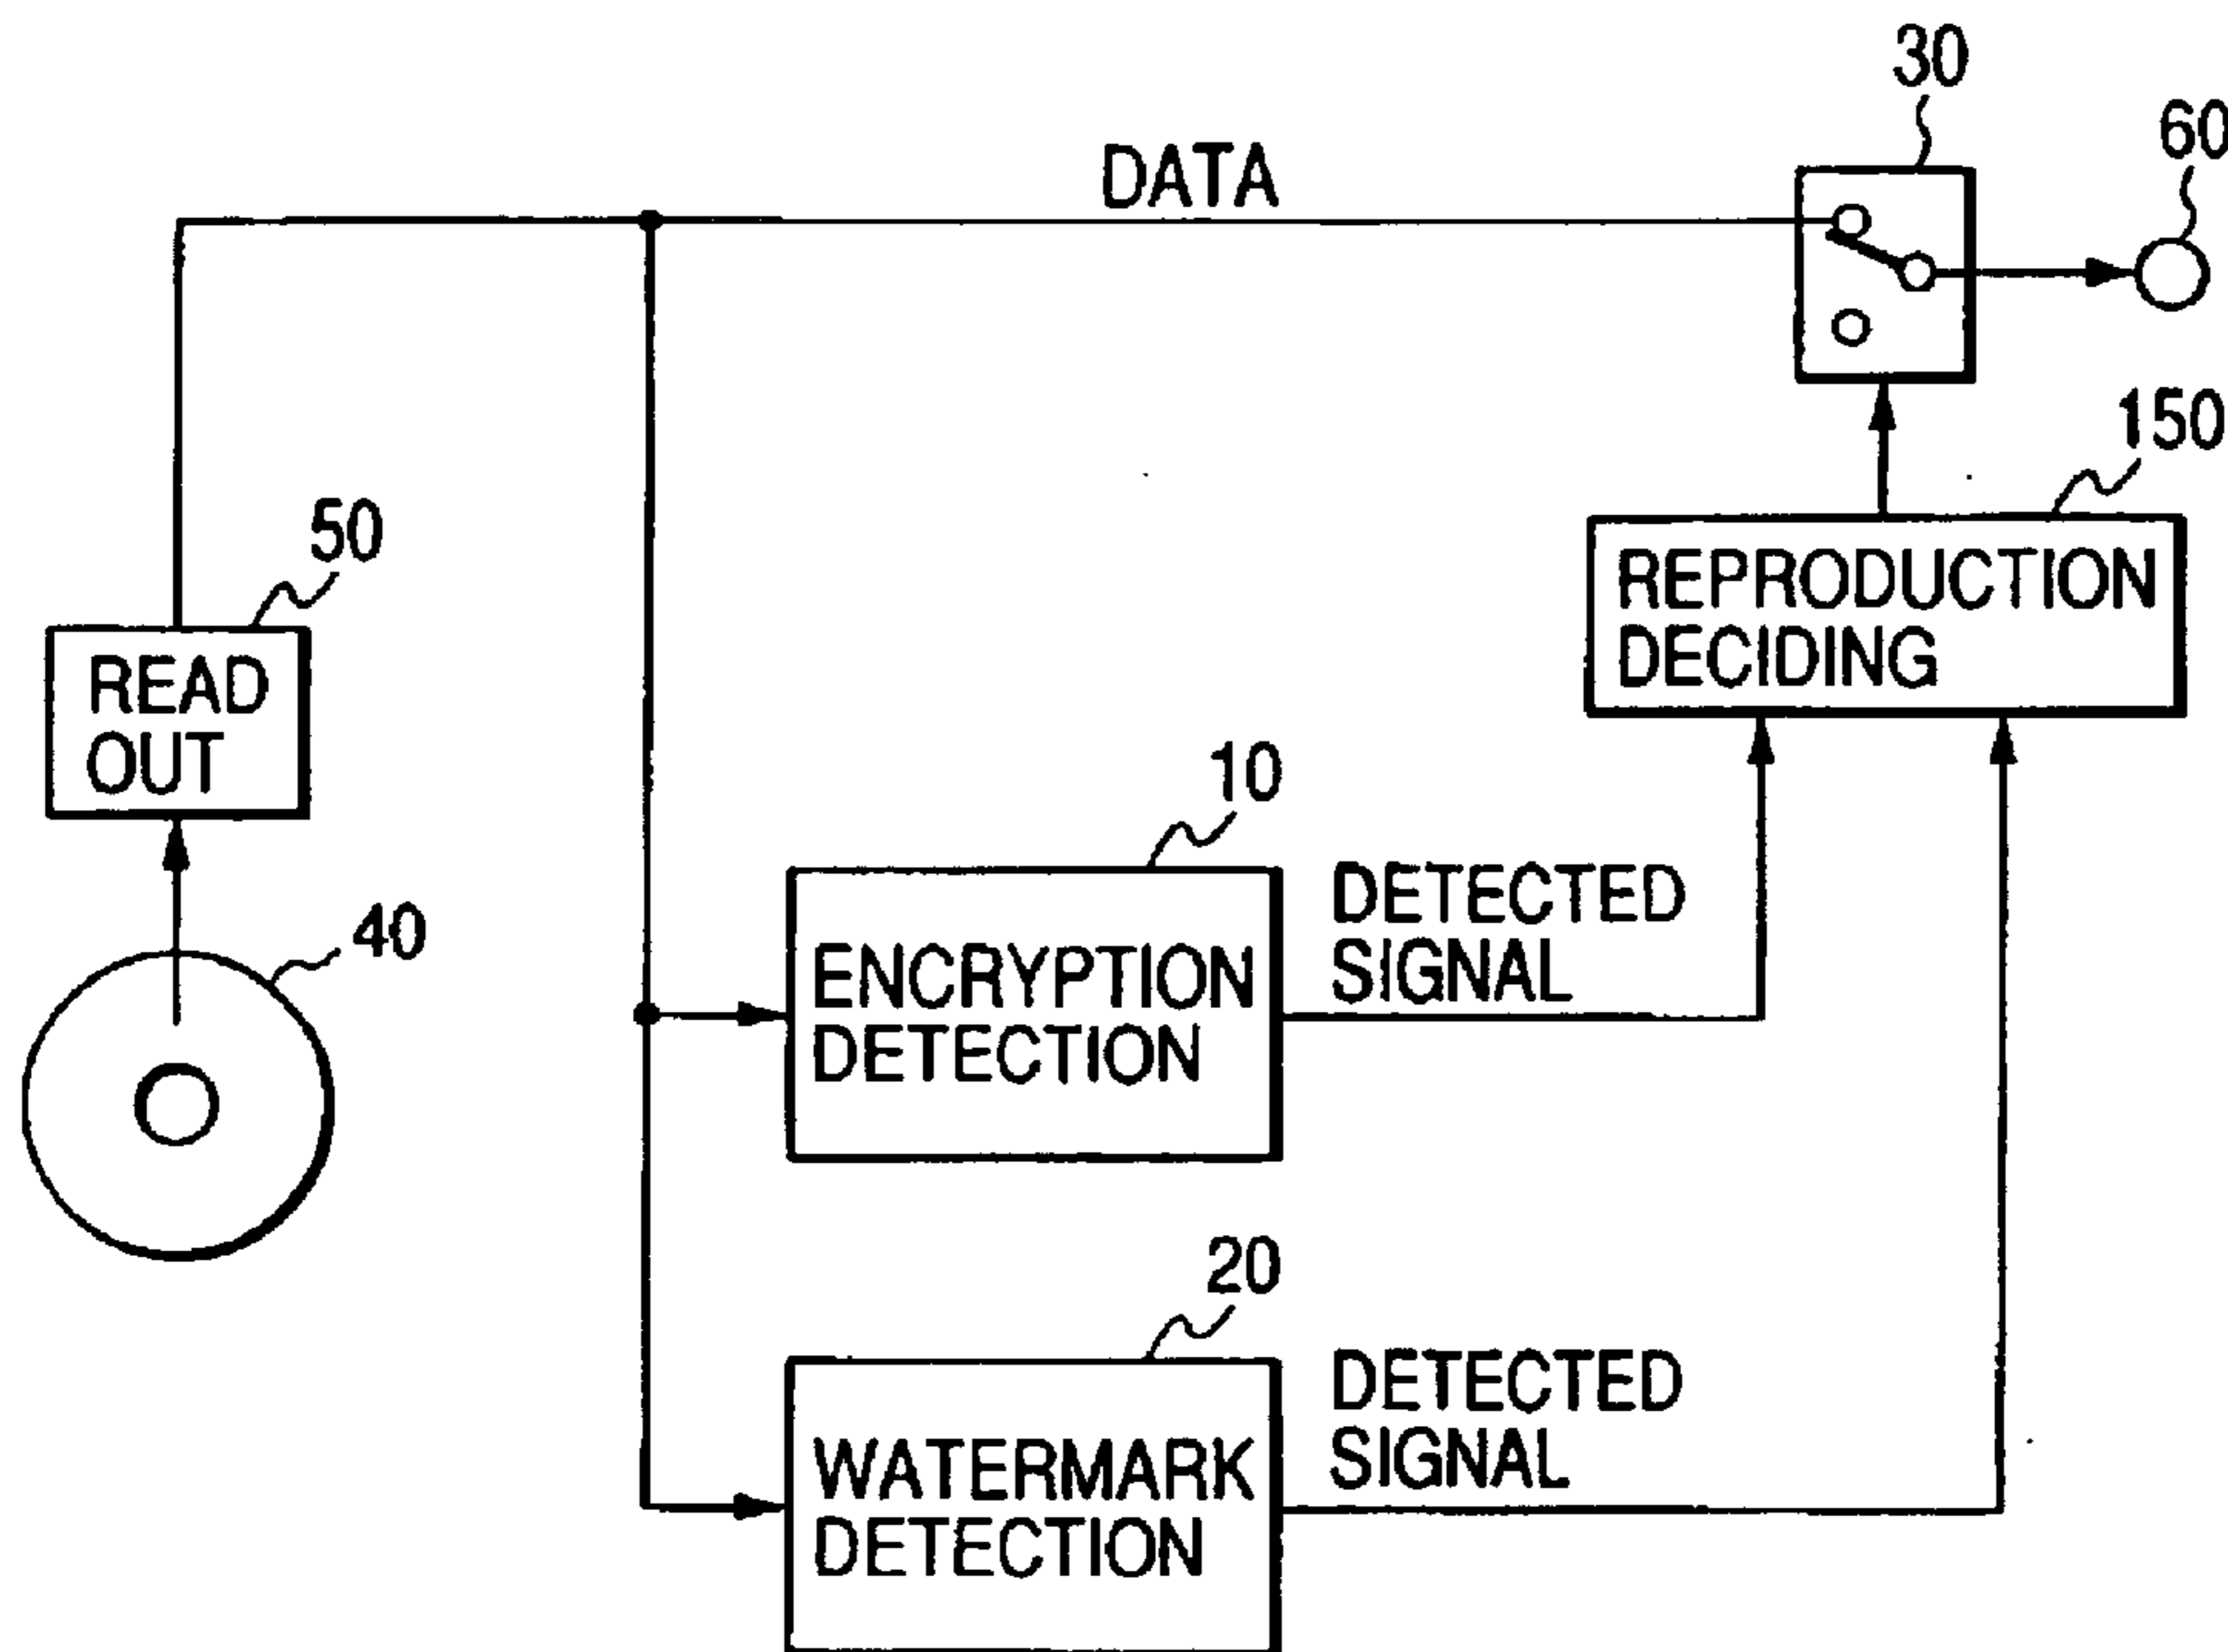 30
60
DATA
150
50
REPRODUCTION
DECIDING
READ
OUT
10
DETECTED
SIGNAL
40
ENCRYPTION
DETECTION
20
DETECTED
SIGNAL
WATERMARK
DETECTION